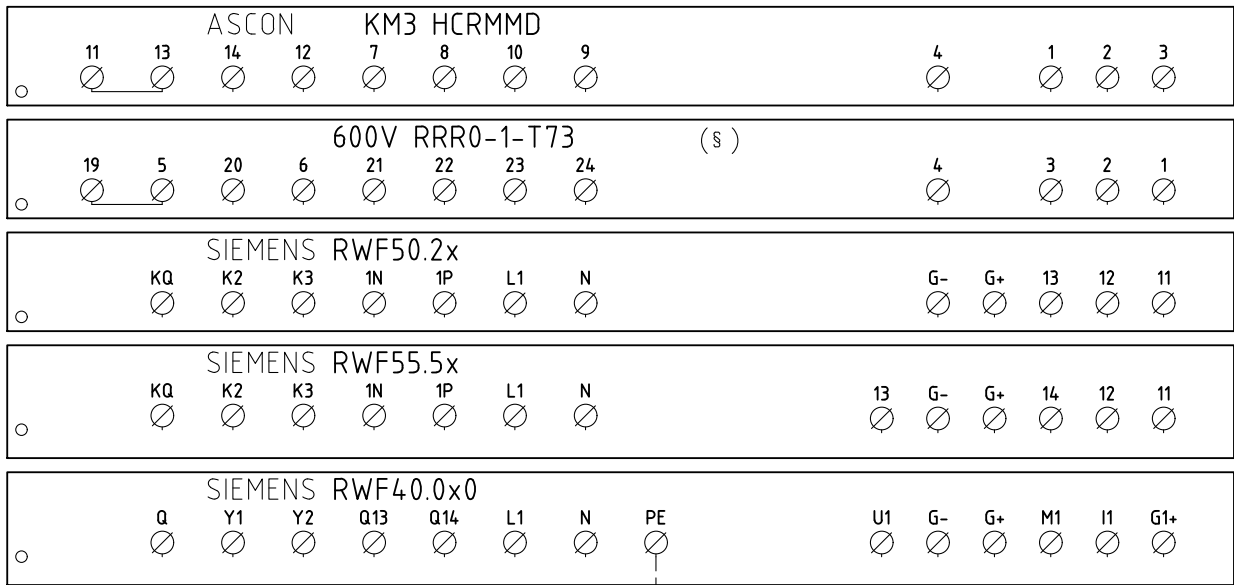 ASCON KM3 HCRMMD
11 13 14 12 7 8 10 9 4 1 2 3
600V RRR0-1-T73 (§)
19 5 20 6 21 22 23 24 4 3 2 1
SIEMENS RWF50.2x
KQ K2 K3 1N 1P L1 N G- G+ 13 12 11
SIEMENS RWF55.5x
KQ K2 K3 1N 1P L1 N 13 G- G+ 14 12 11
SIEMENS RWF40.0x0
Q Y1 Y2 Q13 Q14 L1 N PE U1 G- G+ M1 I1 G1+